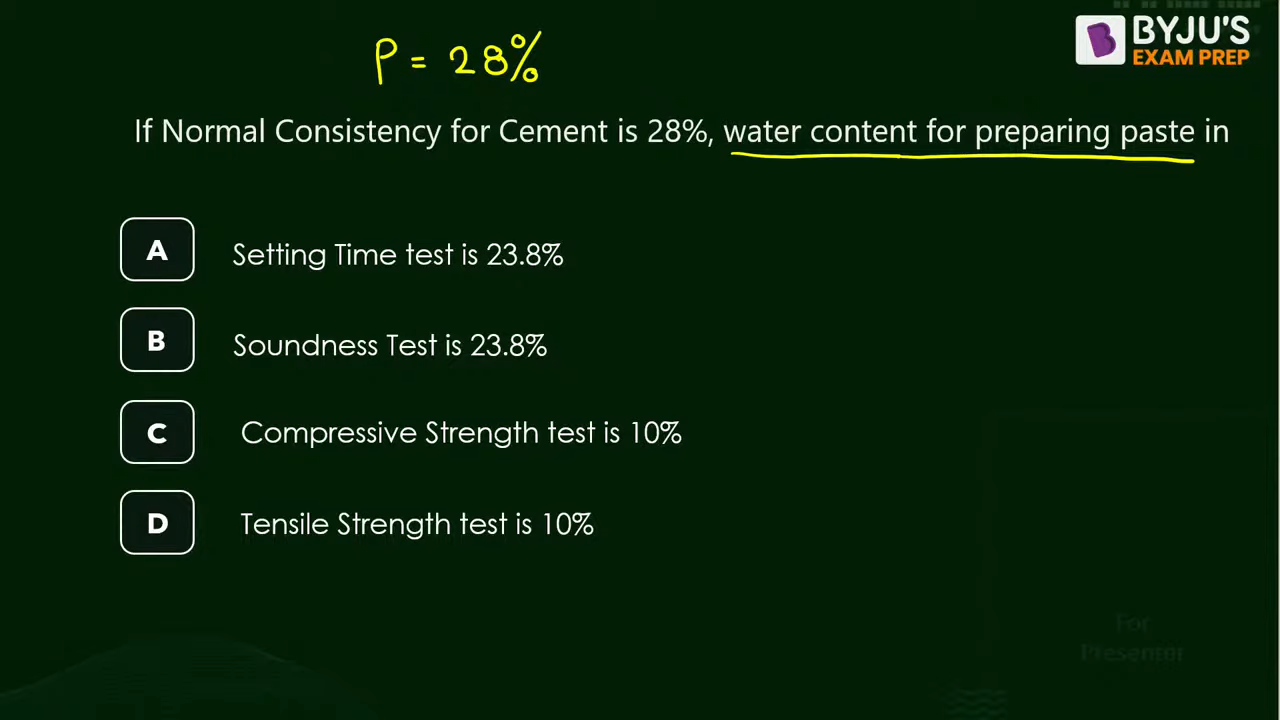 BYJU'S
EXAM PREP
P = 28%
If Normal Consistency for Cement is 28%, water content for preparing paste in
A Setting Time test is 23.8%
B Soundness Test is 23.8%
C Compressive Strength test is 10%
D Tensile Strength test is 10%
For
Presenter